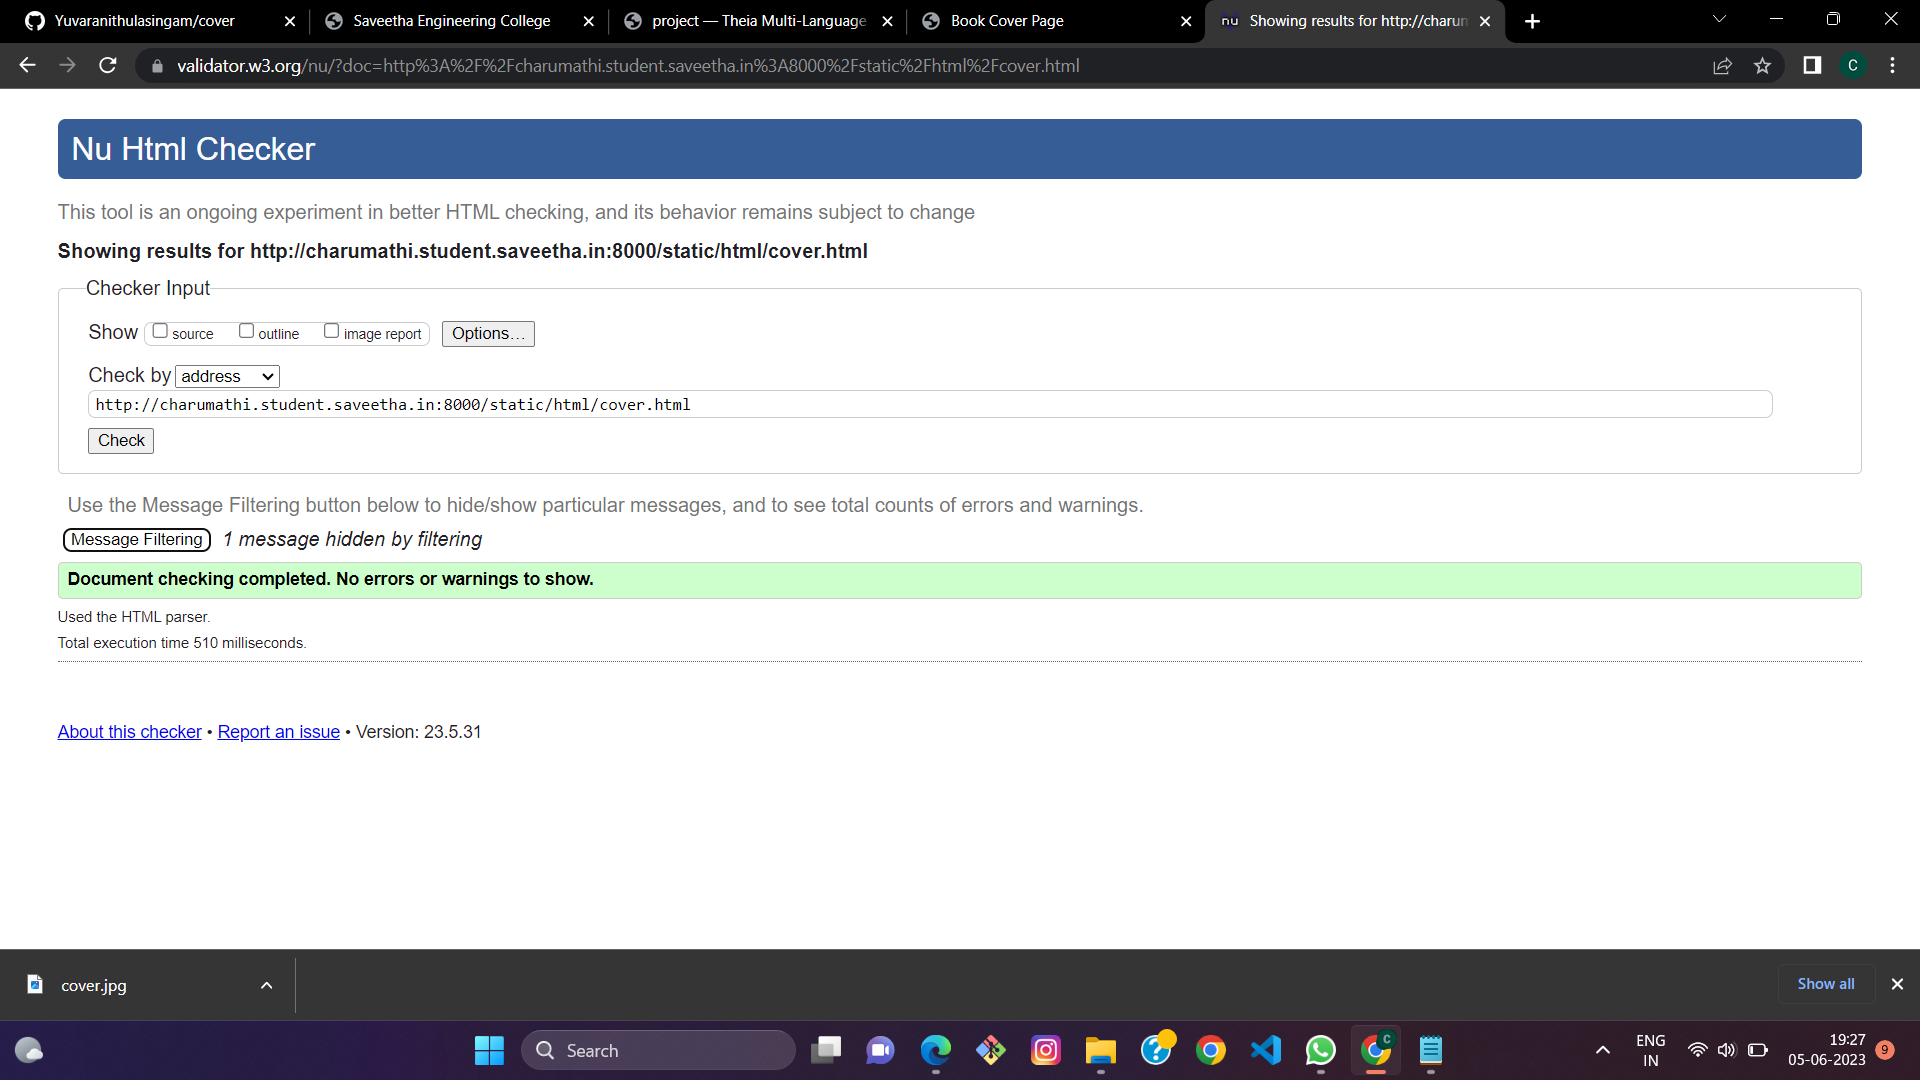 Yuvaranithulasingam/cover
Saveetha Engineering College
project — Theia Multi-Language
Book Cover Page
nu Showing results for http://charum
validator.w3.org/nu/?doc=http%3A%2F%2Fcharumathi.student.saveetha.in%3A8000%2Fstatic%2Fhtml%2Fcover.html
C
Nu Html Checker
This tool is an ongoing experiment in better HTML checking, and its behavior remains subject to change
Showing results for http://charumathi.student.saveetha.in:8000/static/html/cover.html
Checker Input
Show source outline image report Options...
Check by address
http://charumathi.student.saveetha.in:8000/static/html/cover.html
Check
Use the Message Filtering button below to hide/show particular messages, and to see total counts of errors and warnings.
Message Filtering 1 message hidden by filtering
Document checking completed. No errors or warnings to show.
Used the HTML parser.
Total execution time 510 milliseconds.
About this checker • Report an issue • Version: 23.5.31
cover.jpg
Show all
Search
C
ENG
IN
19:27
05-06-2023
9